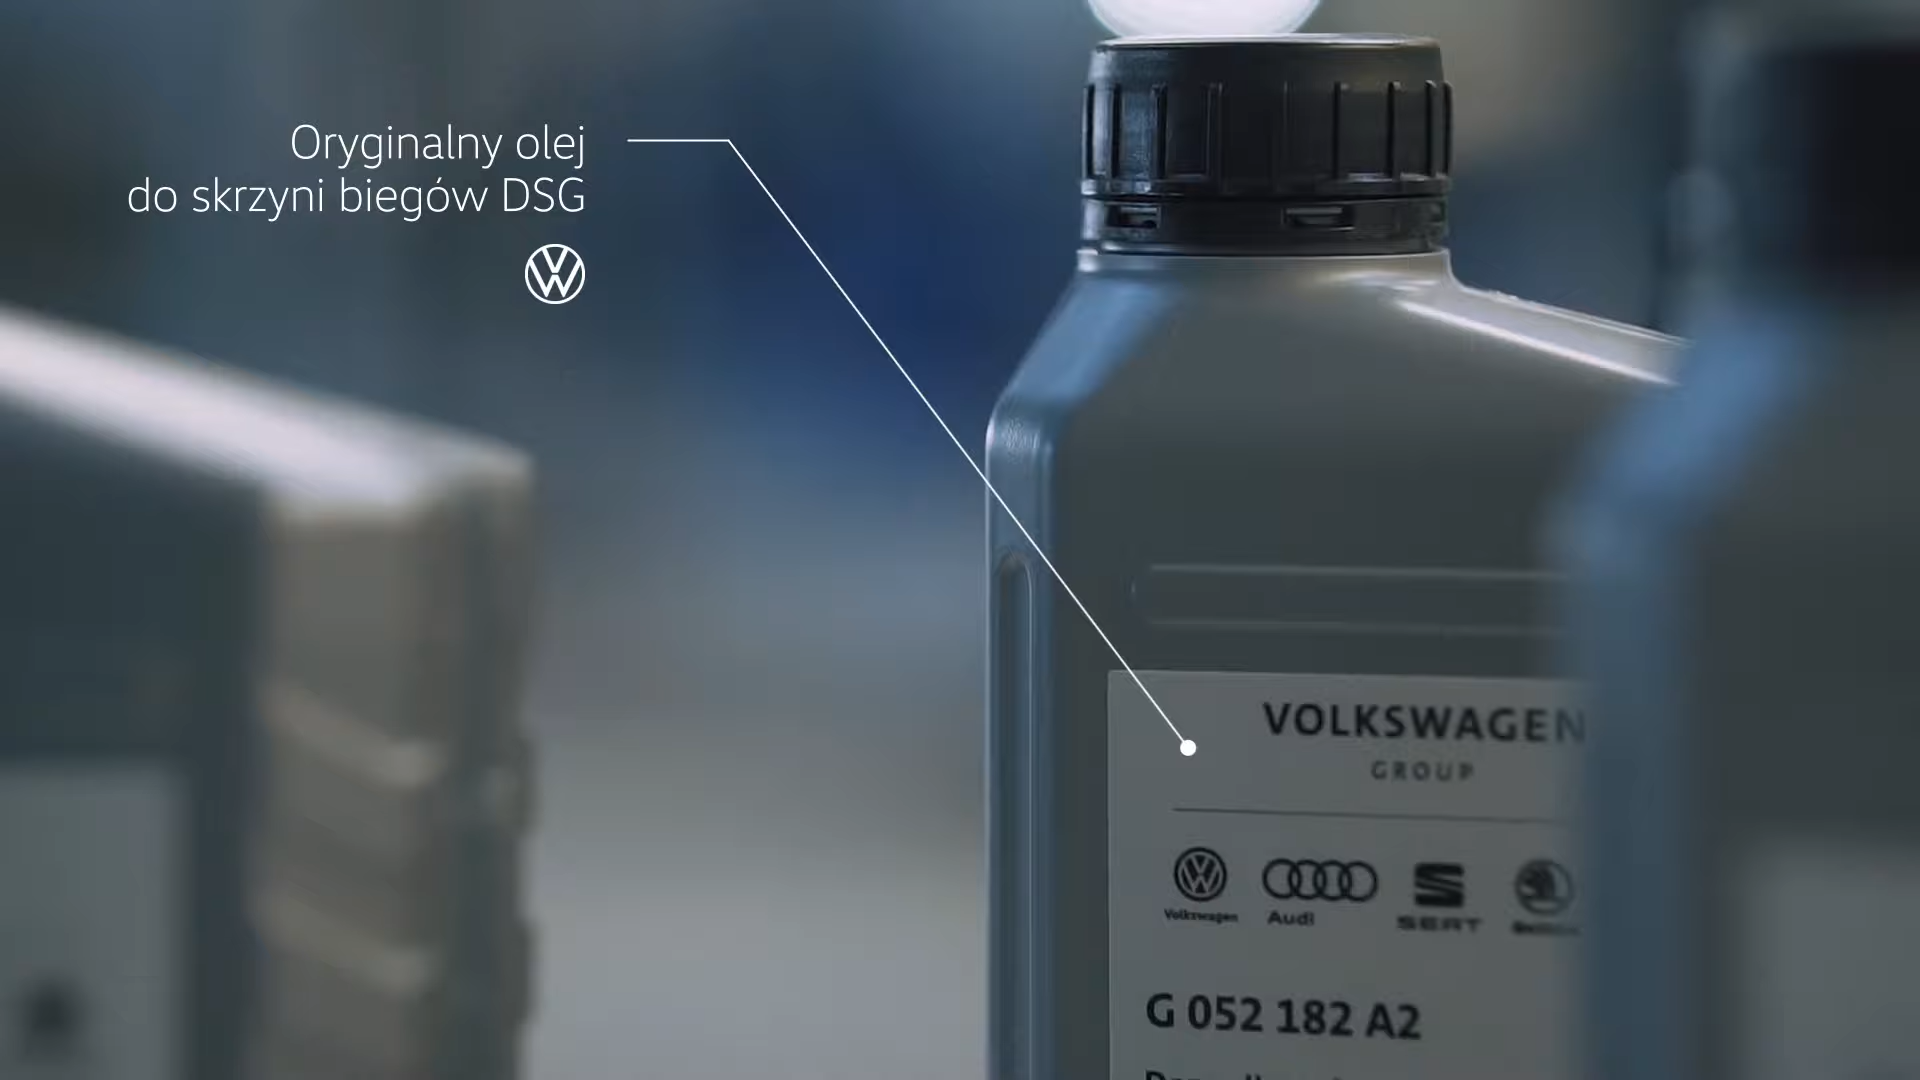 Oryginalny olej
do skrzyni biegów DSG
VOLKSWAGEN
GROUP
Volkswagen
Audi
SEAT
G 052 182 A2